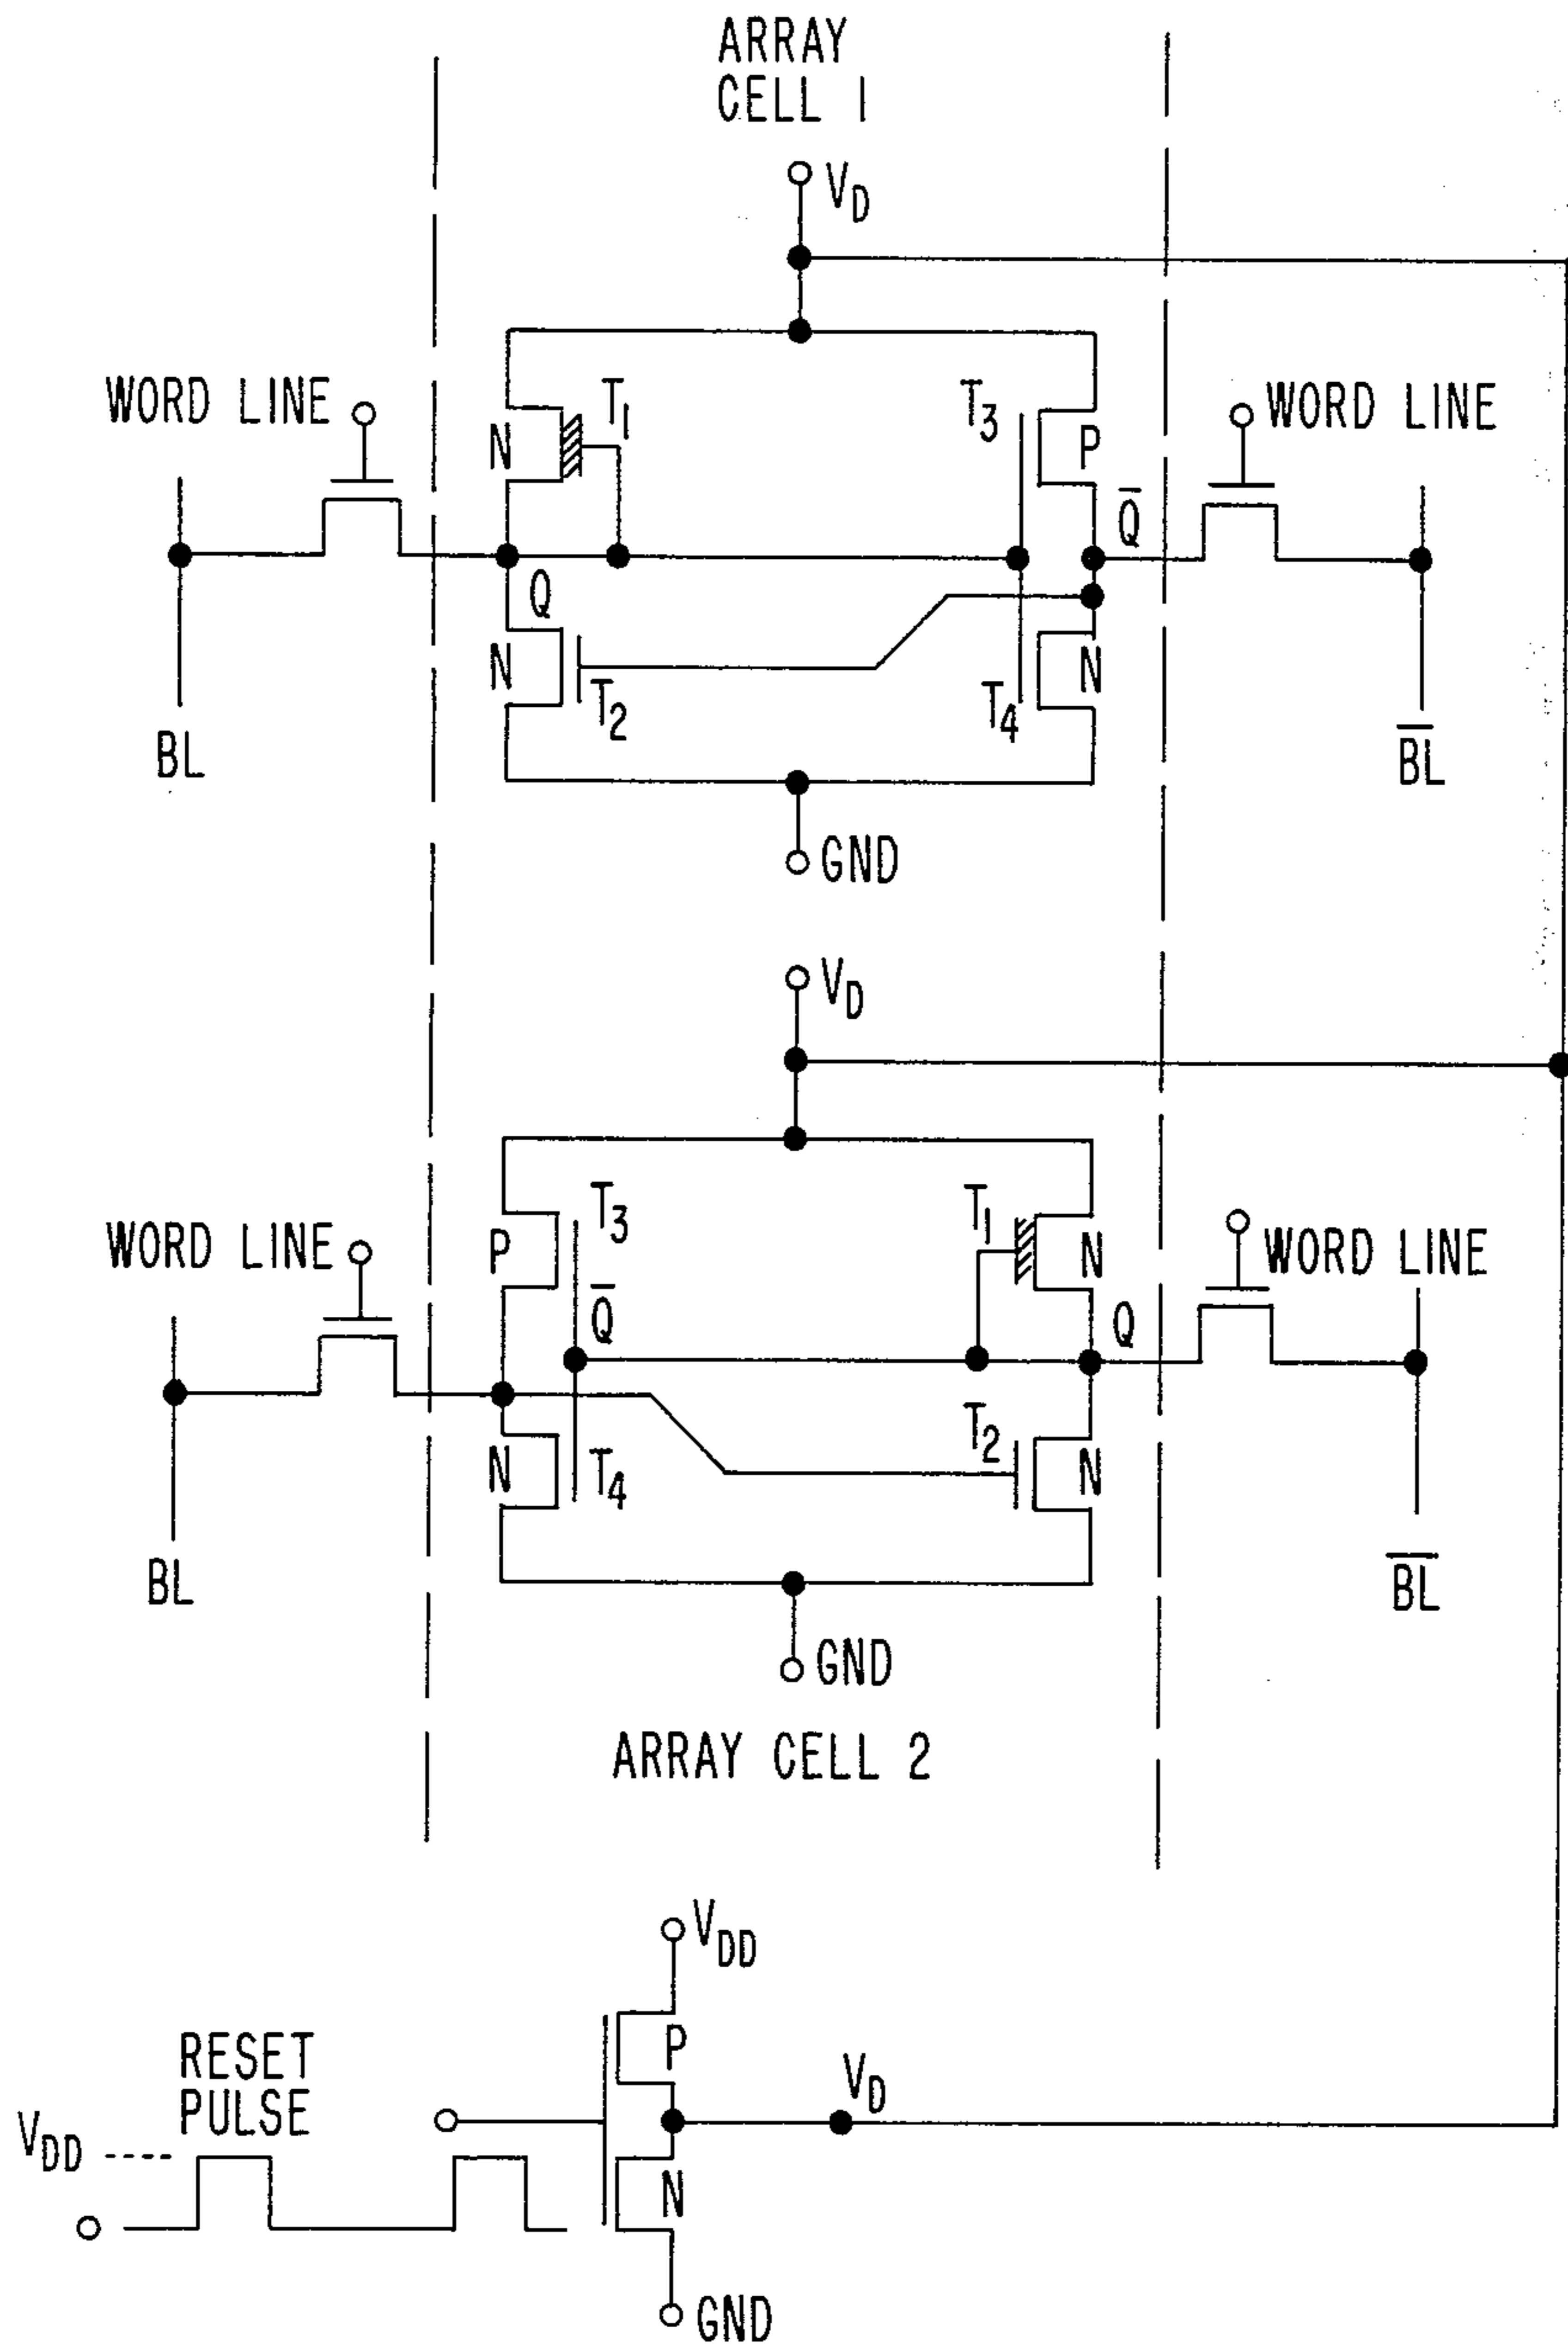 ARRAY
CELL 1
V_D
WORD LINE
N
T_1
T_3
P
WORD LINE
Q̅
Q
N
T_2
T_4
N
BL
B̅L̅
GND
V_D
WORD LINE
P
T_3
T_1
N
WORD LINE
Q̅
Q
N
T_4
T_2
N
BL
B̅L̅
GND
ARRAY CELL 2
V_DD
RESET
PULSE
P
V_D
V_DD
N
GND